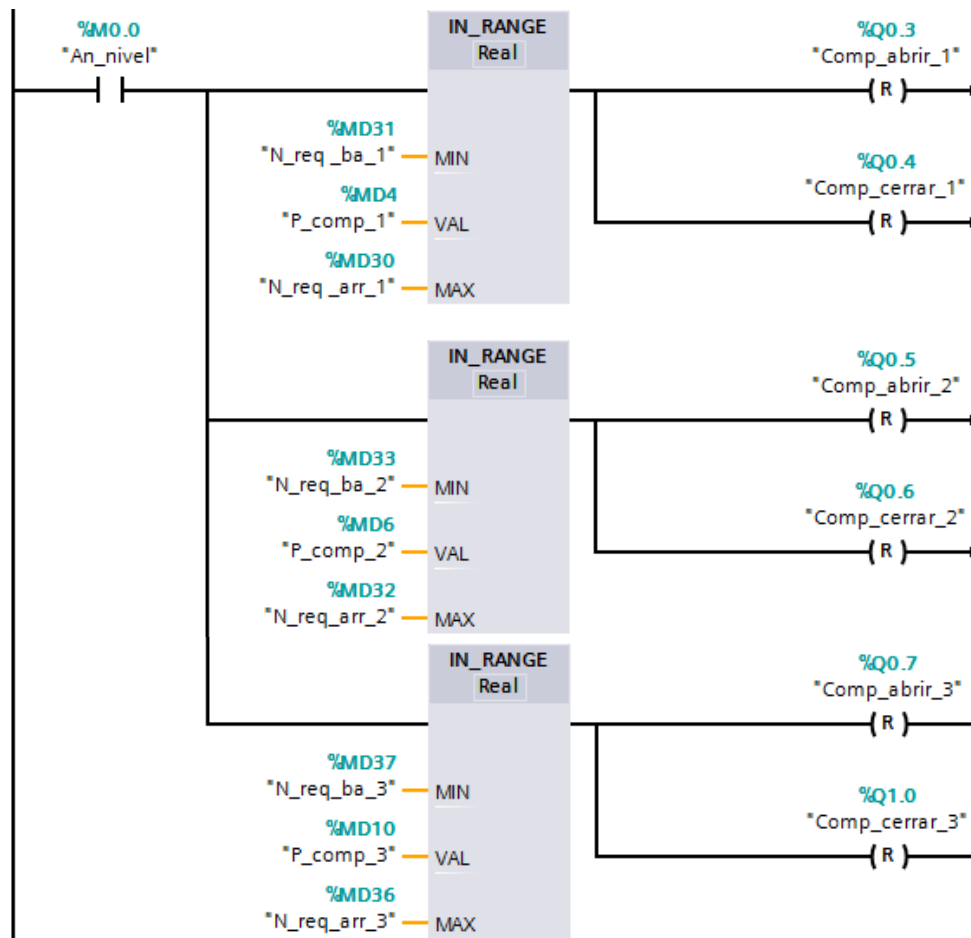 %M0.0
"An_nivel"
IN_RANGE
Real
%Q0.3
"Comp_abrir_1"
R
%MD31
"N_req _ba_1"
MIN
%MD4
"P_comp_1"
VAL
%MD30
"N_req _arr_1"
MAX
%Q0.4
"Comp_cerrar_1"
R
IN_RANGE
Real
%Q0.5
"Comp_abrir_2"
R
%MD33
"N_req_ba_2"
MIN
%MD6
"P_comp_2"
VAL
%MD32
"N_req_arr_2"
MAX
%Q0.6
"Comp_cerrar_2"
R
IN_RANGE
Real
%Q0.7
"Comp_abrir_3"
R
%MD37
"N_req_ba_3"
MIN
%MD10
"P_comp_3"
VAL
%MD36
"N_req_arr_3"
MAX
%Q1.0
"Comp_cerrar_3"
R